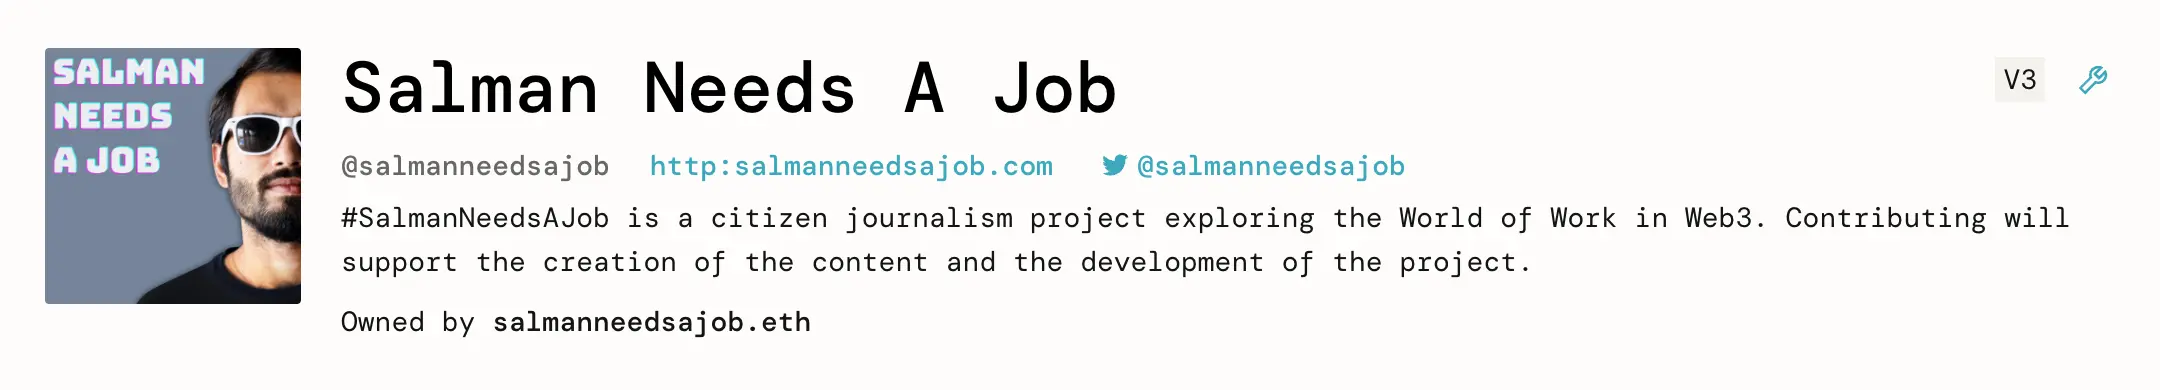 SALMAN
NEEDS
A JOB
Salman Needs A Job
V3
@salmanneedsajob http:salmanneedsajob.com @salmanneedsajob
#SalmanNeedsAJob is a citizen journalism project exploring the World of Work in Web3. Contributing will
support the creation of the content and the development of the project.
Owned by salmanneedsajob.eth